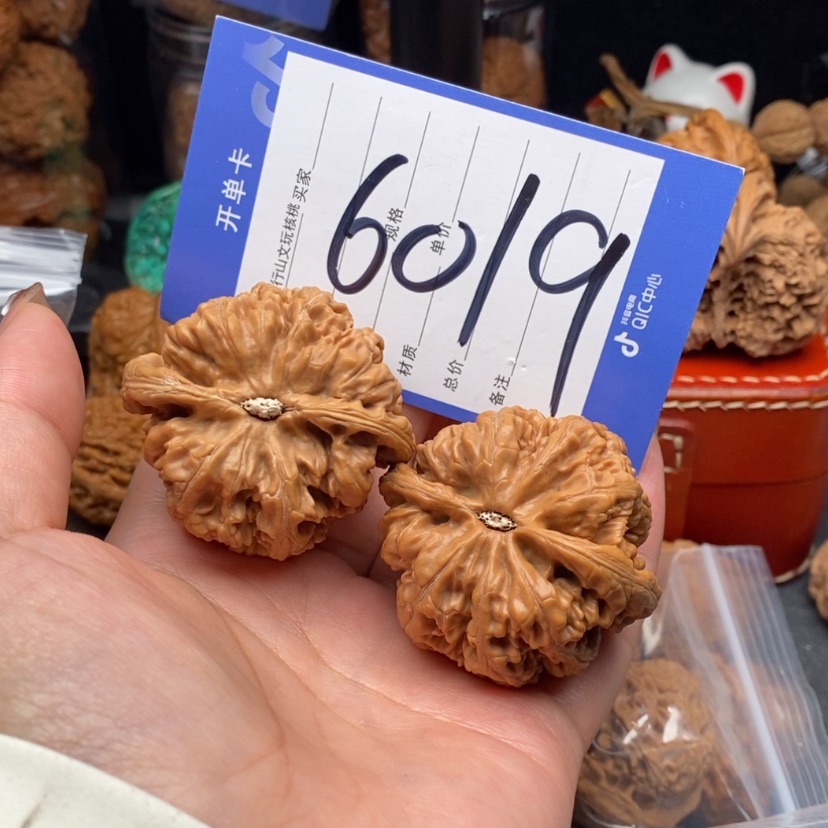 开单卡
行山文玩核桃
买家
规格
单价
材质
总价
备注
6019
抖音电商
QIC中心